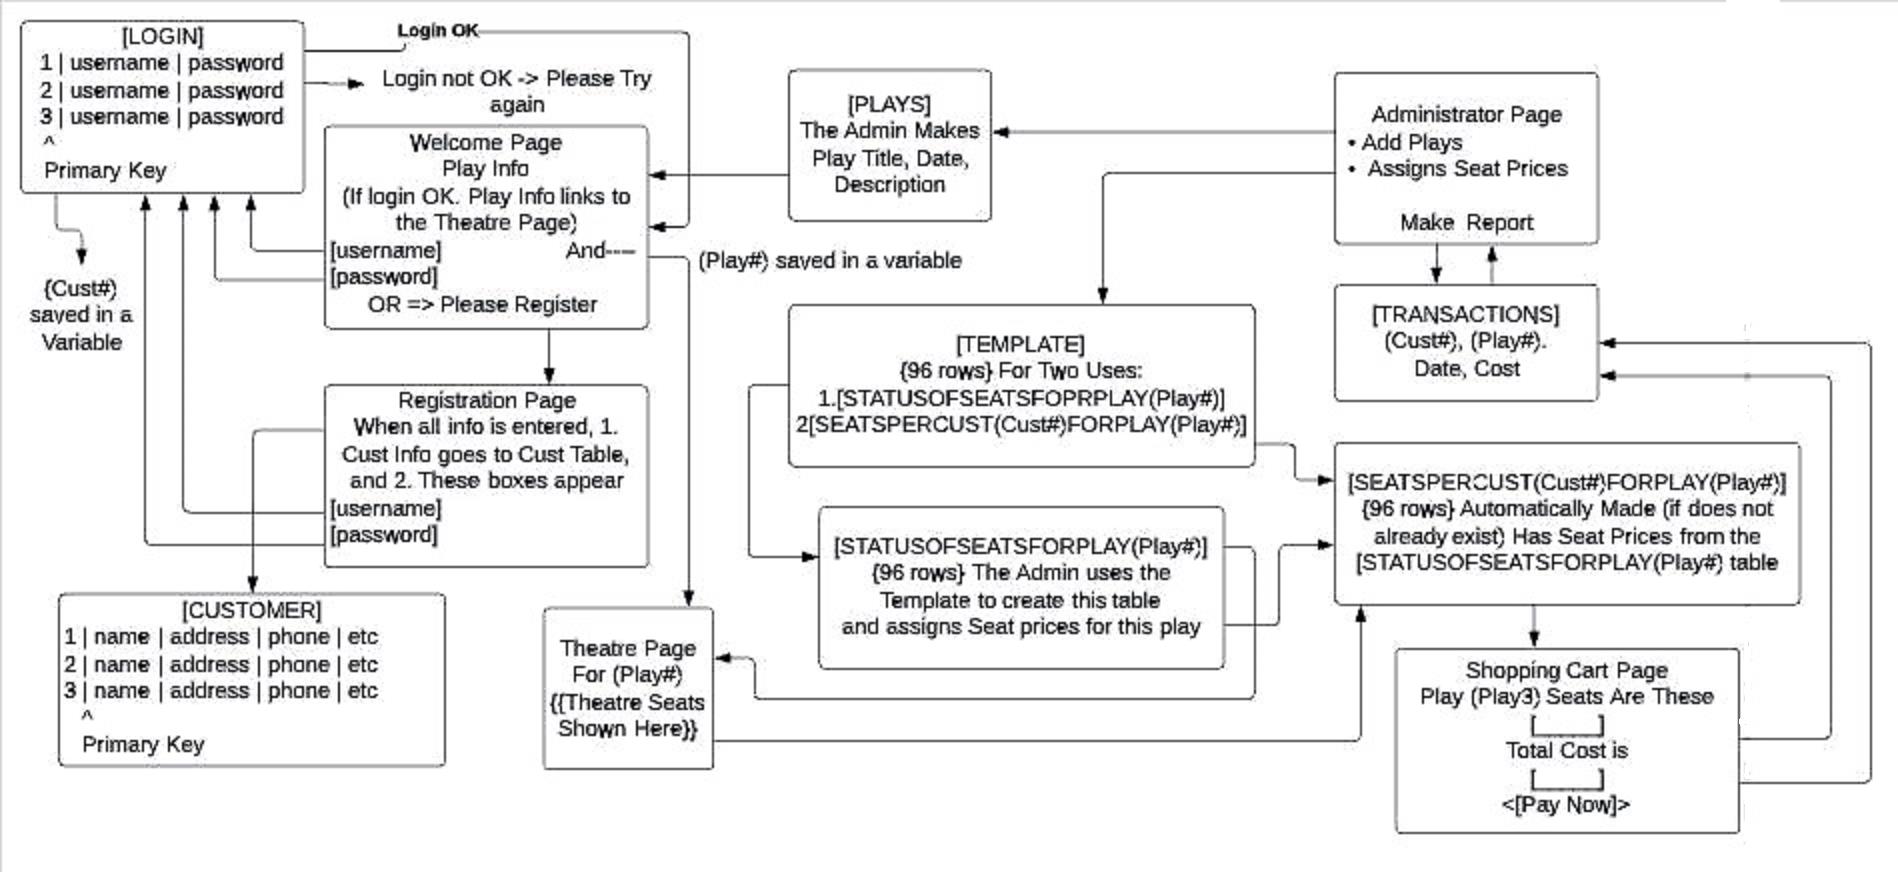 [LOGIN]
1 | username | password
2 | username | password
3 | username | password
^
Primary Key
Login OK
Login not OK -> Please Try
again
{Cust#)
saved in a
Variable
Welcome Page
Play Info
(If login OK. Play Info links to
the Theatre Page)
[username] And----
[password]
OR => Please Register
(Play#) saved in a variable
Registration Page
When all info is entered, 1.
Cust Info goes to Cust Table,
and 2. These boxes appear
[username]
[password]
[CUSTOMER]
1 | name | address | phone | etc
2 | name | address | phone | etc
3 | name | address | phone | etc
^
Primary Key
Theatre Page
For (Play#)
{{Theatre Seats
Shown Here}}
[PLAYS]
The Admin Makes
Play Title, Date,
Description
[TEMPLATE]
{96 rows} For Two Uses:
1.[STATUSOFSEATSFOPRPLAY(Play#)]
2[SEATSPERCUST(Cust#)FORPLAY(Play#)]
[STATUSOFSEATSFORPLAY(Play#)]
{96 rows} The Admin uses the
Template to create this table
and assigns Seat prices for this play
Administrator Page
• Add Plays
• Assigns Seat Prices
Make Report
[TRANSACTIONS]
(Cust#), (Play#).
Date, Cost
[SEATSPERCUST(Cust#)FORPLAY(Play#)]
{96 rows} Automatically Made (if does not
already exist) Has Seat Prices from the
[STATUSOFSEATSFORPLAY(Play#) table
Shopping Cart Page
Play (Play3) Seats Are These
[_____]
Total Cost is
[_____]
<[Pay Now]>